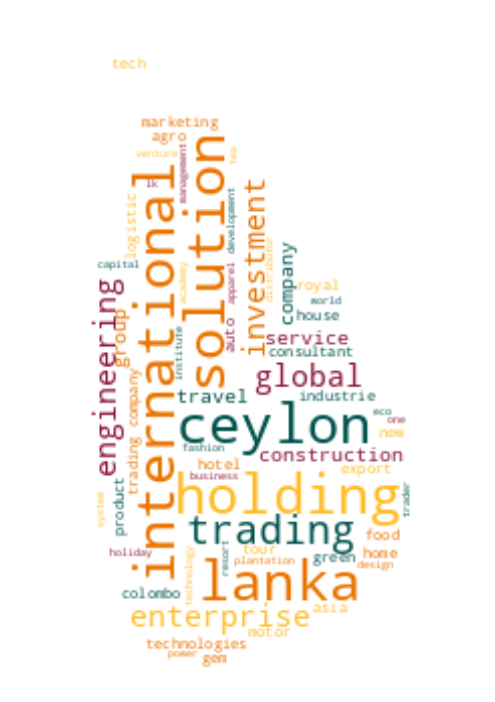 tech
marketing
agro
venture
management
lk
tea
solution
international
logistic
development
investment
distributor
capital
academy
apparel
company
royal
world
house
engineering
group
auto
institute
service
consultant
global
travel
industrie
trading company
ceylon
eco
one
new
fashion
construction
hotel
export
business
holding
trader
product
system
trading
food
holiday
technology
resort
tour
plantation
green
home
design
colombo
lanka
enterprise
asia
motor
technologies
power
gem